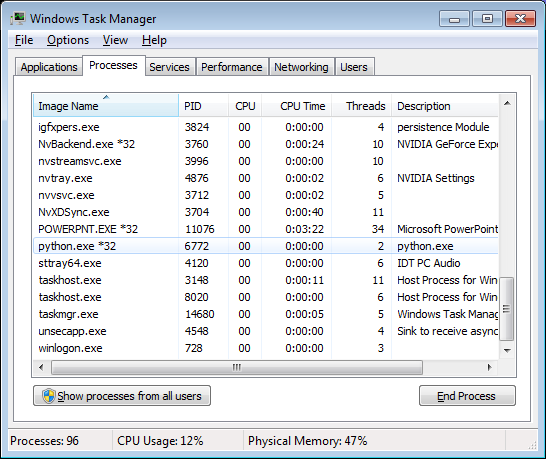 Windows Task Manager
File Options View Help
Applications Processes Services Performance Networking Users
Image Name PID CPU CPU Time Threads Description
igfxpers.exe 3824 00 0:00:00 4 persistence Module
NvBackend.exe *32 3760 00 0:00:24 10 NVIDIA GeForce Expe
nvstreamsvc.exe 3996 00 0:00:00 10
nvtray.exe 4876 00 0:00:02 6 NVIDIA Settings
nvvsvc.exe 3712 00 0:00:02 5
NvXDSync.exe 3704 00 0:00:40 11
POWERPNT.EXE *32 11076 00 0:03:22 34 Microsoft PowerPoint
python.exe *32 6772 00 0:00:00 2 python.exe
sttray64.exe 4120 00 0:00:00 6 IDT PC Audio
taskhost.exe 3148 00 0:00:11 11 Host Process for Win
taskhost.exe 8020 00 0:00:00 6 Host Process for Win
taskmgr.exe 14680 00 0:00:05 5 Windows Task Manag
unsecapp.exe 4548 00 0:00:00 4 Sink to receive async
winlogon.exe 728 00 0:00:00 3
Show processes from all users End Process
Processes: 96 CPU Usage: 12% Physical Memory: 47%